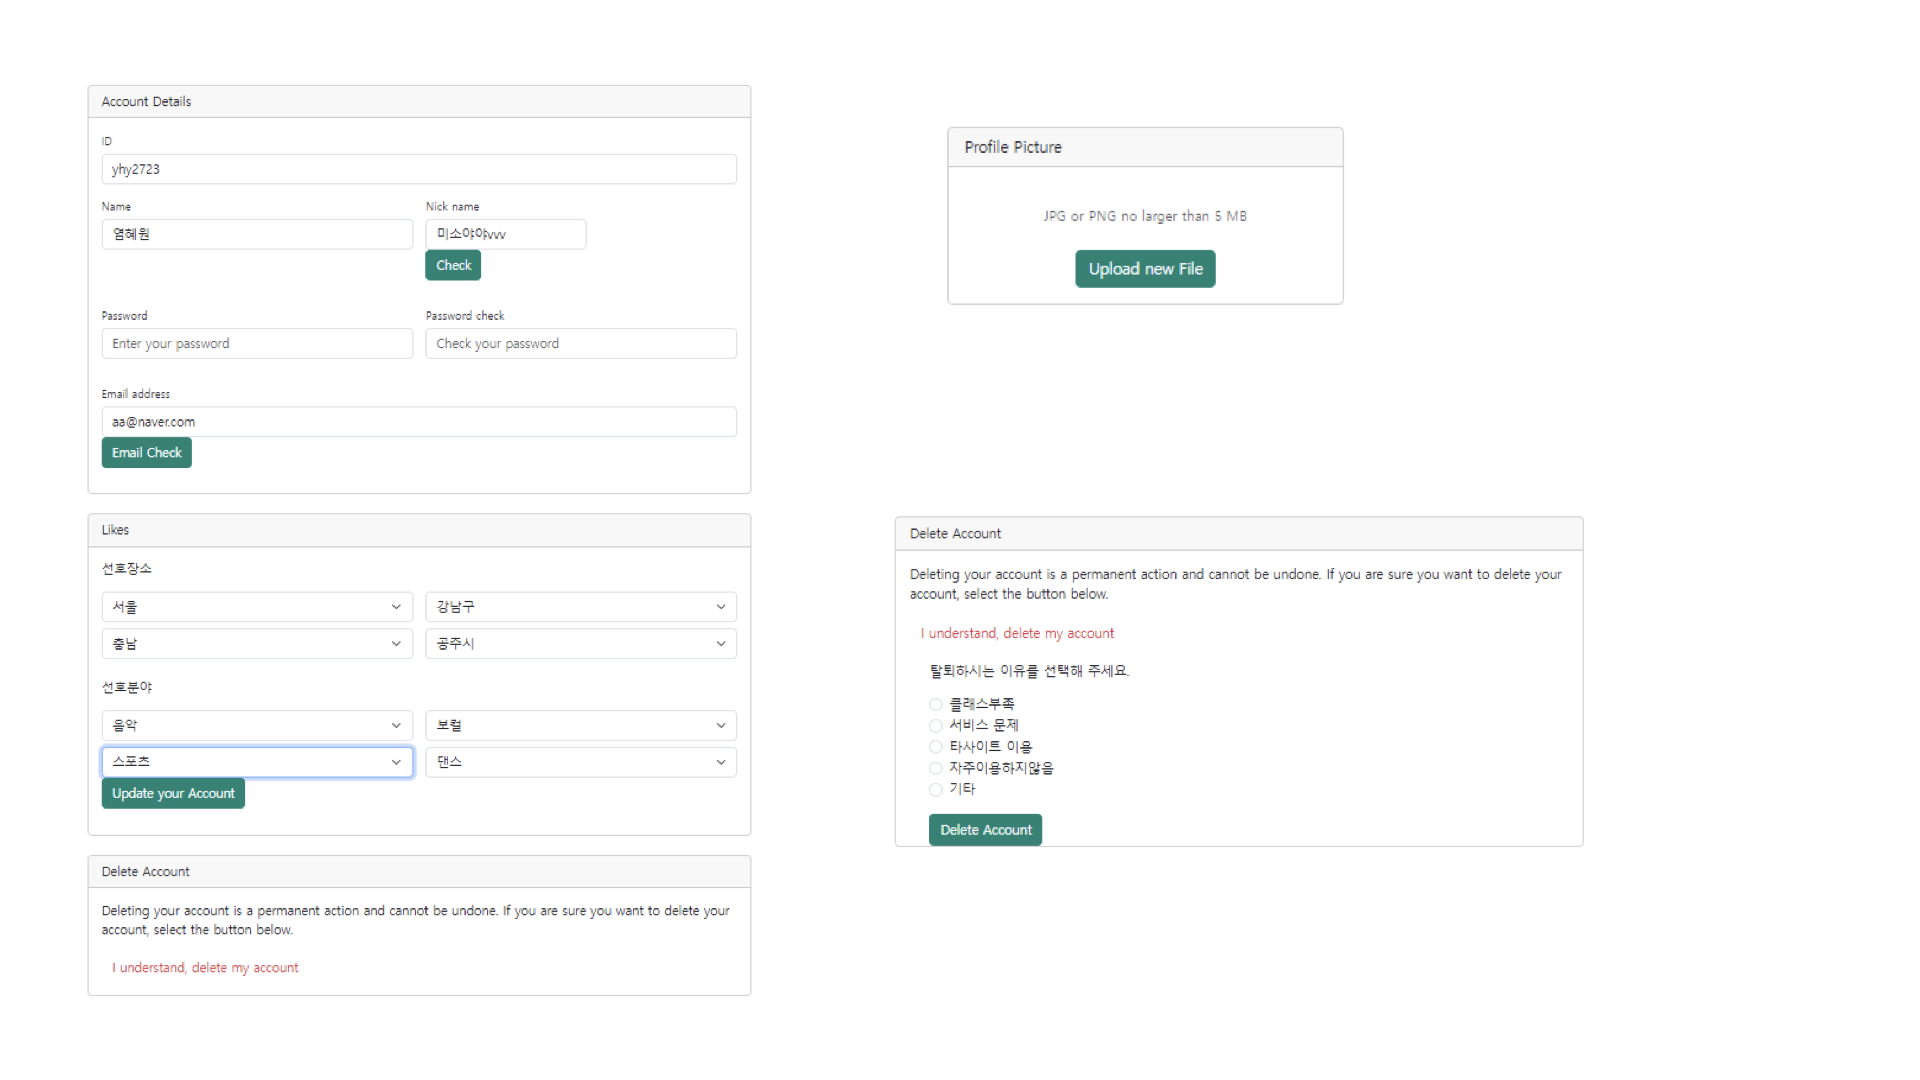 Account Details
ID
yhy2723
Name
Nick name
염혜원
미소야야vvv
Check
Password
Password check
Enter your password
Check your password
Email address
aa@naver.com
Email Check
Likes
선호장소
서울
강남구
충남
공주시
선호분야
음악
보컬
스포츠
댄스
Update your Account
Delete Account
Deleting your account is a permanent action and cannot be undone. If you are sure you want to delete your
account, select the button below.
I understand, delete my account
Profile Picture
JPG or PNG no larger than 5 MB
Upload new File
Delete Account
Deleting your account is a permanent action and cannot be undone. If you are sure you want to delete your
account, select the button below.
I understand, delete my account
탈퇴하시는 이유를 선택해 주세요.
클래스부족
서비스 문제
타사이트 이용
자주이용하지않음
기타
Delete Account